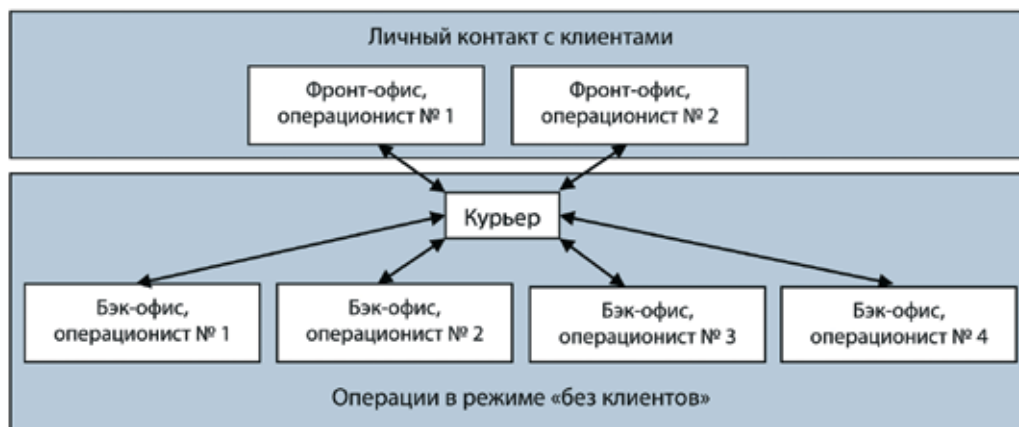 Личный контакт с клиентами
Фронт-офис,
операционист № 1
Фронт-офис,
операционист № 2
Курьер
Бэк-офис,
операционист № 1
Бэк-офис,
операционист № 2
Бэк-офис,
операционист № 3
Бэк-офис,
операционист № 4
Операции в режиме «без клиентов»